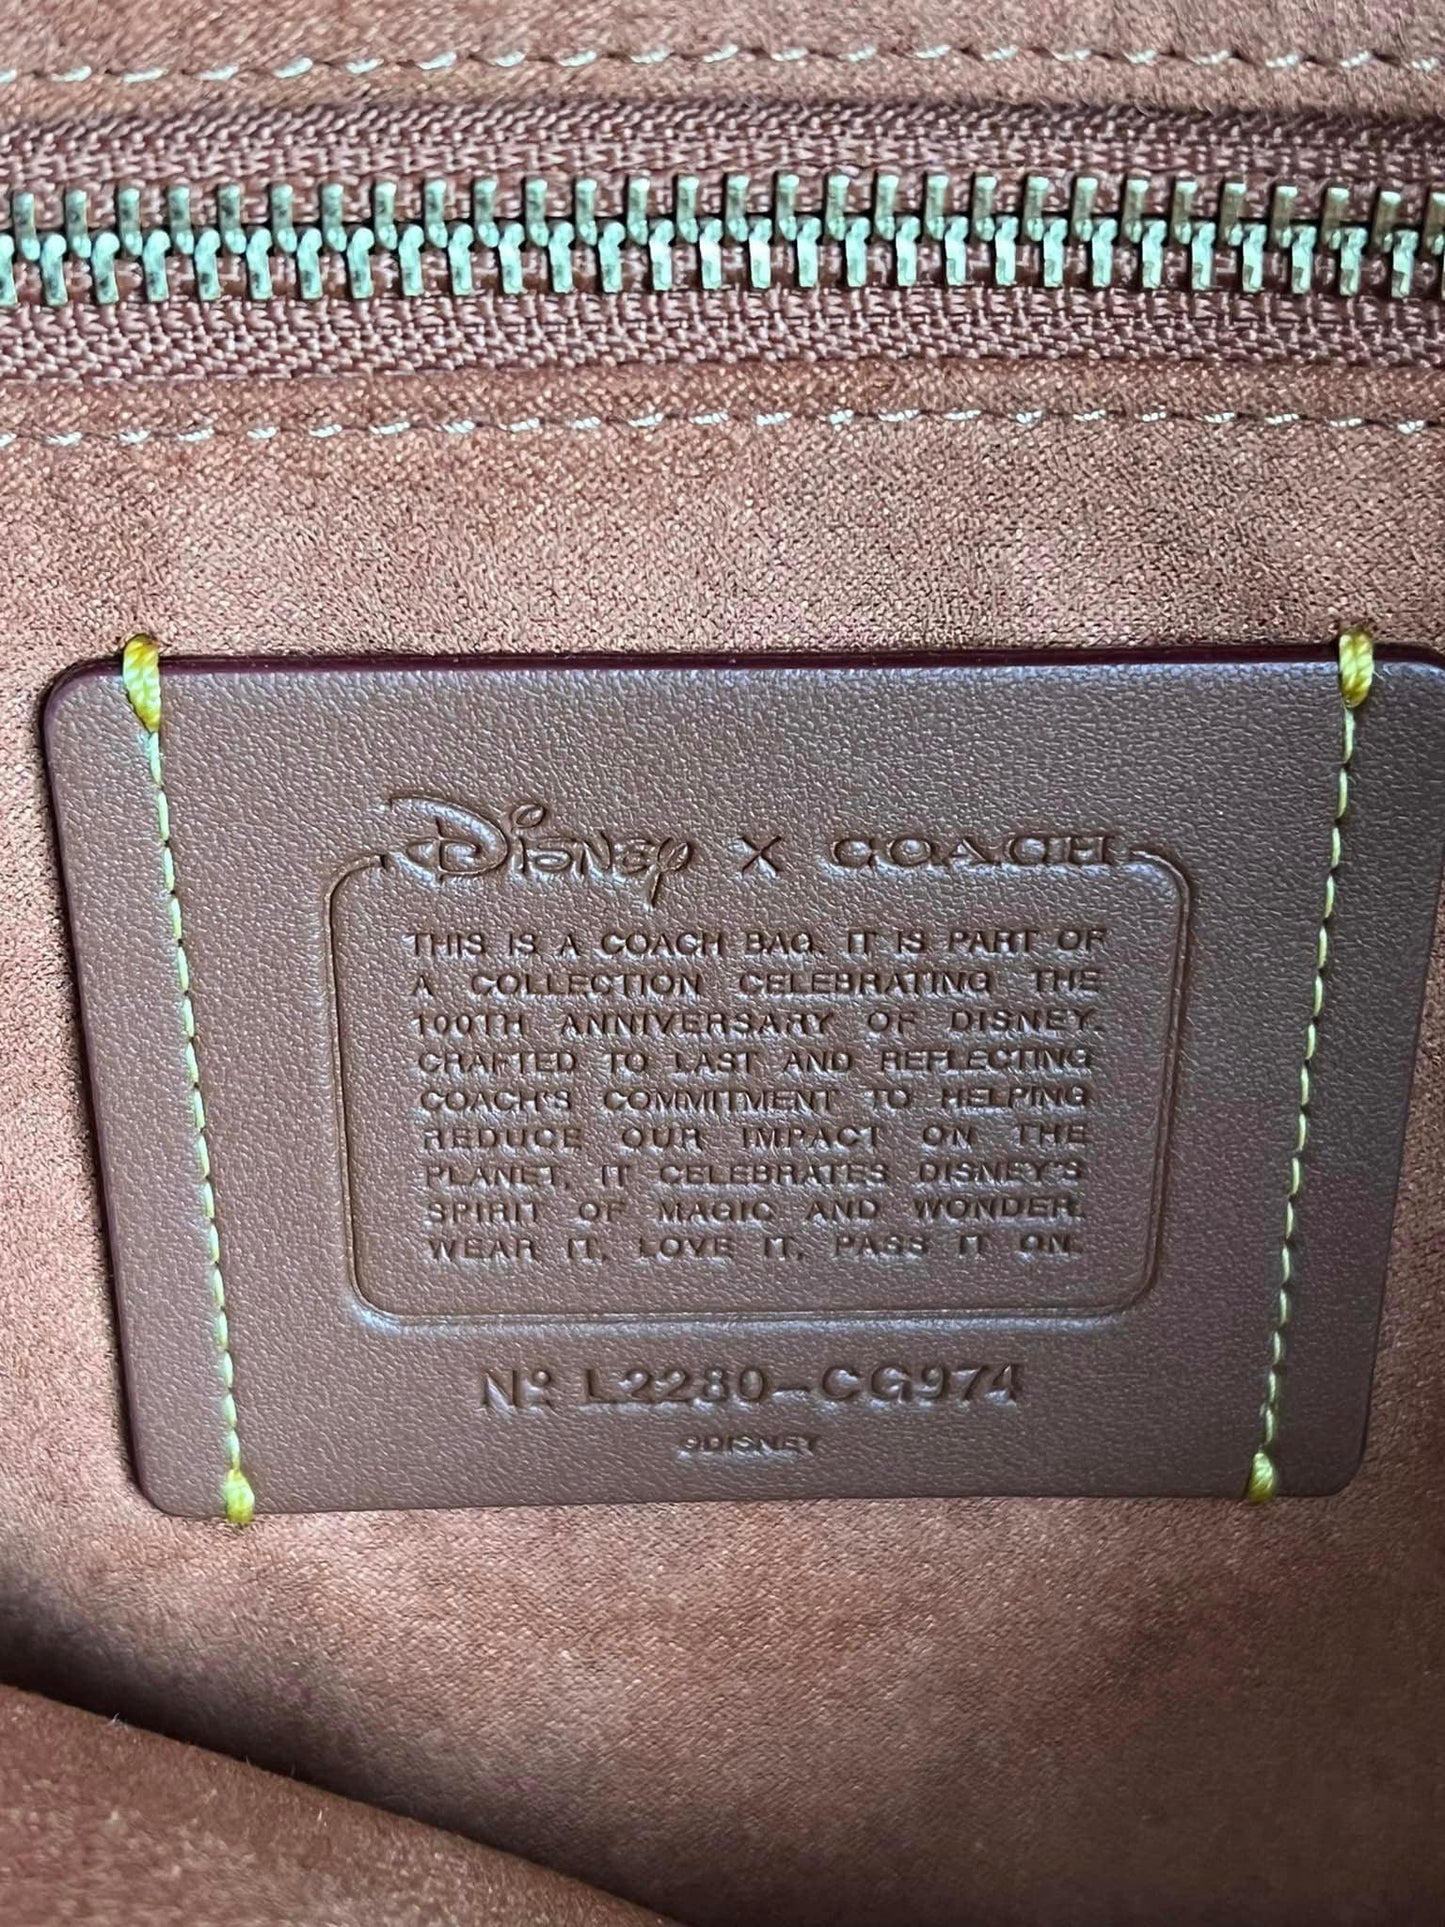 Disney X COACH
THIS IS A COACH BAG. IT IS PART OF
A COLLECTION CELEBRATING THE
100TH ANNIVERSARY OF DISNEY.
CRAFTED TO LAST AND REFLECTING
COACH'S COMMITMENT TO HELPING
REDUCE OUR IMPACT ON THE
PLANET, IT CELEBRATES DISNEY'S
SPIRIT OF MAGIC AND WONDER.
WEAR IT. LOVE IT. PASS IT ON.
Nº L2280-CG974
©DISNEY